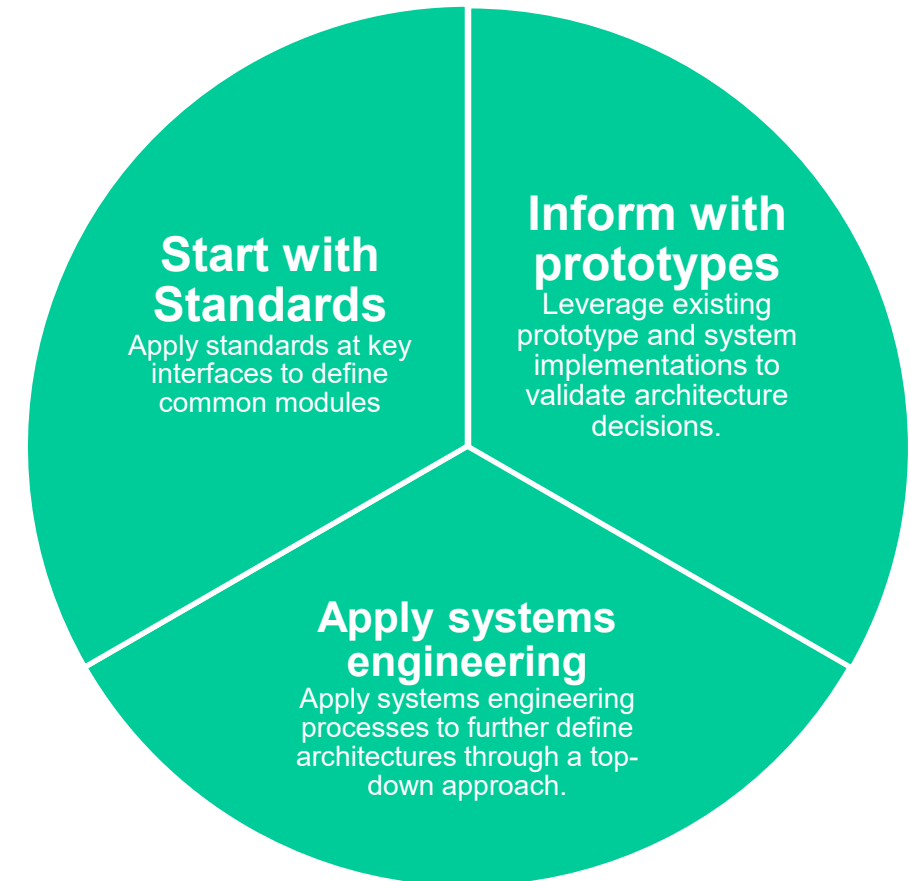 Start with
Standards
Apply standards at key
interfaces to define
common modules
Inform with
prototypes
Leverage existing
prototype and system
implementations to
validate architecture
decisions.
Apply systems
engineering
Apply systems engineering
processes to further define
architectures through a top-
down approach.